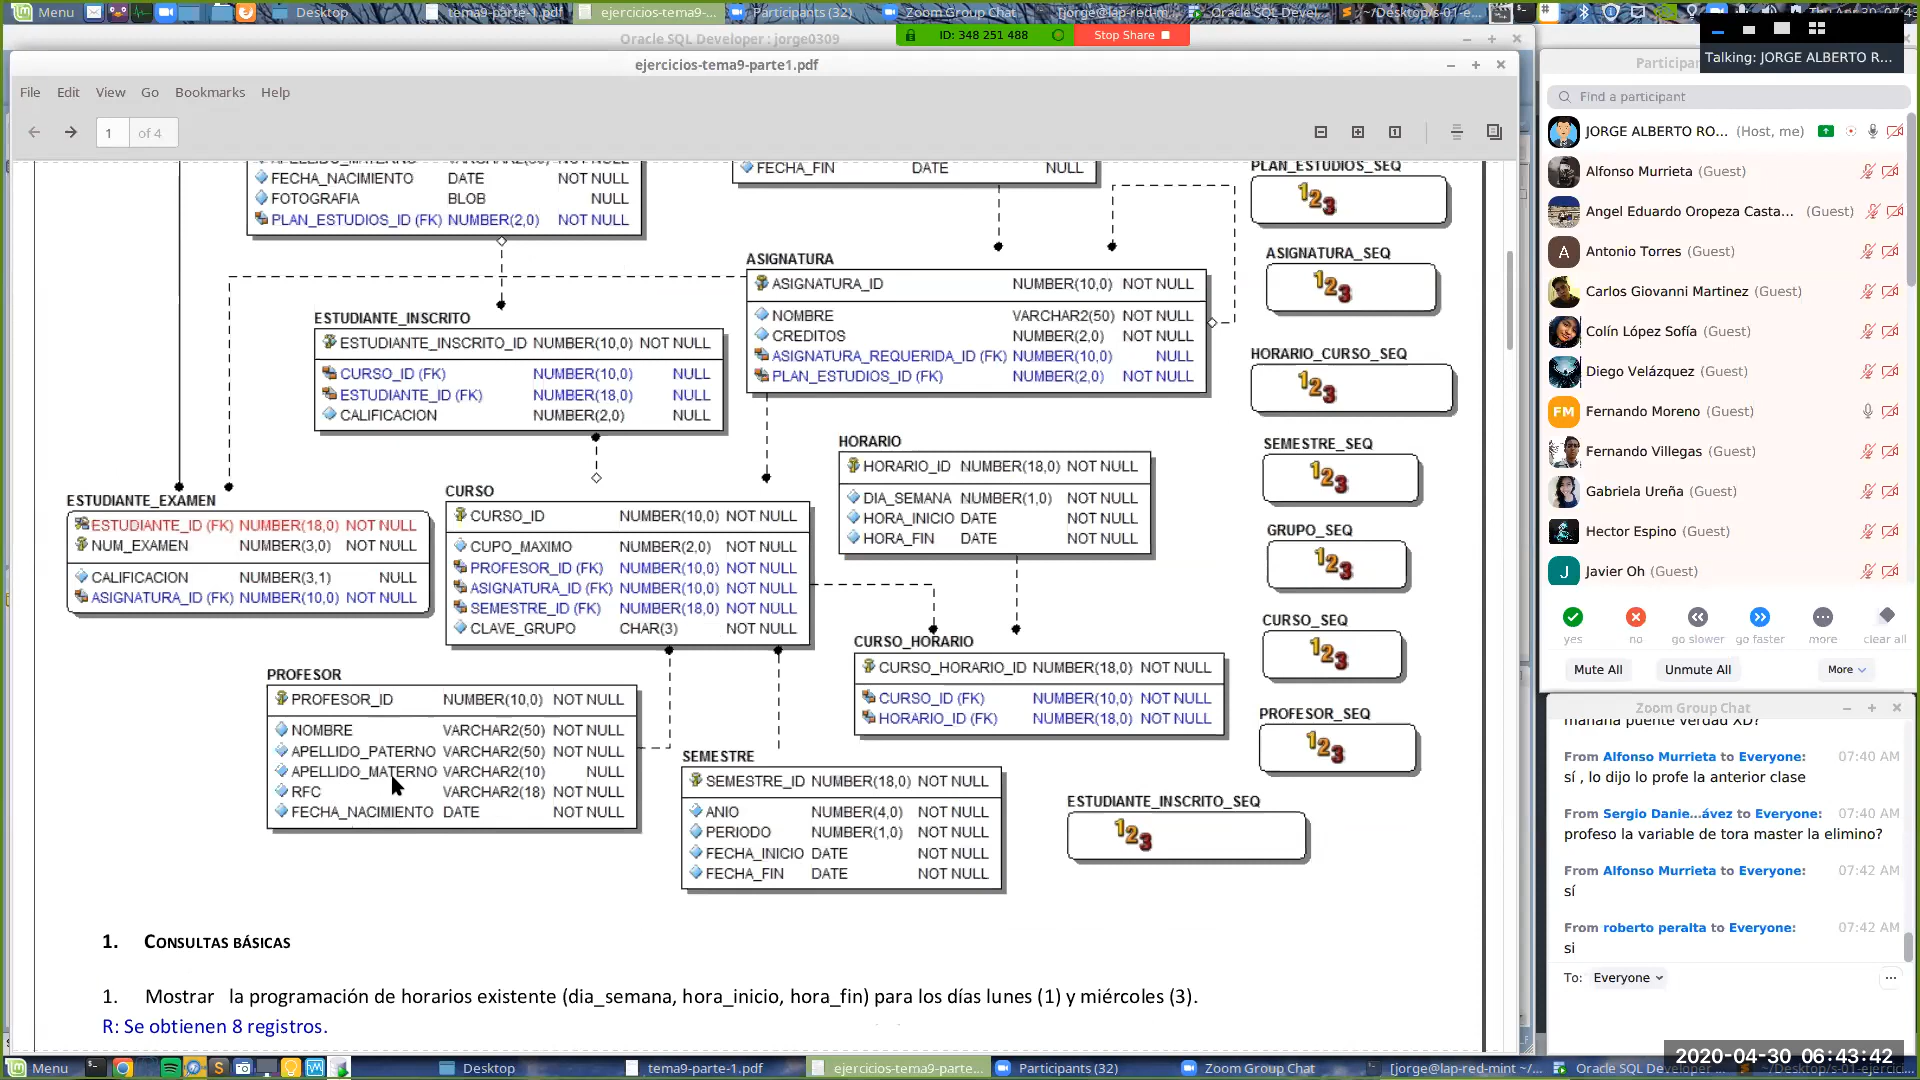 Menu
Desktop
tema9-parte-1.pdf
ejercicios-tema9-...
Participants (32)
Zoom Group Chat
[jorge@lap-red-m...
Oracle SQL Devel...
~/Desktop/s-01-e...
Oracle SQL Developer : jorge0309
ID: 348 251 488
Stop Share
Talking: JORGE ALBERTO R...
ejercicios-tema9-parte1.pdf
File Edit View Go Bookmarks Help
1 of 4
FECHA_NACIMIENTO DATE NOT NULL
FOTOGRAFIA BLOB NULL
PLAN_ESTUDIOS_ID (FK) NUMBER(2,0) NOT NULL
FECHA_FIN DATE NULL
PLAN_ESTUDIOS_SEQ
ASIGNATURA
ASIGNATURA_ID NUMBER(10,0) NOT NULL
NOMBRE VARCHAR2(50) NOT NULL
CREDITOS NUMBER(2,0) NOT NULL
ASIGNATURA_REQUERIDA_ID (FK) NUMBER(10,0) NULL
PLAN_ESTUDIOS_ID (FK) NUMBER(2,0) NOT NULL
ASIGNATURA_SEQ
ESTUDIANTE_INSCRITO
ESTUDIANTE_INSCRITO_ID NUMBER(10,0) NOT NULL
CURSO_ID (FK) NUMBER(10,0) NULL
ESTUDIANTE_ID (FK) NUMBER(18,0) NULL
CALIFICACION NUMBER(2,0) NULL
HORARIO_CURSO_SEQ
HORARIO
HORARIO_ID NUMBER(18,0) NOT NULL
DIA_SEMANA NUMBER(1,0) NOT NULL
HORA_INICIO DATE NOT NULL
HORA_FIN DATE NOT NULL
SEMESTRE_SEQ
ESTUDIANTE_EXAMEN
ESTUDIANTE_ID (FK) NUMBER(18,0) NOT NULL
NUM_EXAMEN NUMBER(3,0) NOT NULL
CALIFICACION NUMBER(3,1) NULL
ASIGNATURA_ID (FK) NUMBER(10,0) NOT NULL
CURSO
CURSO_ID NUMBER(10,0) NOT NULL
CUPO_MAXIMO NUMBER(2,0) NOT NULL
PROFESOR_ID (FK) NUMBER(10,0) NOT NULL
ASIGNATURA_ID (FK) NUMBER(10,0) NOT NULL
SEMESTRE_ID (FK) NUMBER(18,0) NOT NULL
CLAVE_GRUPO CHAR(3) NOT NULL
GRUPO_SEQ
CURSO_SEQ
CURSO_HORARIO
CURSO_HORARIO_ID NUMBER(18,0) NOT NULL
CURSO_ID (FK) NUMBER(10,0) NOT NULL
HORARIO_ID (FK) NUMBER(18,0) NOT NULL
PROFESOR
PROFESOR_ID NUMBER(10,0) NOT NULL
NOMBRE VARCHAR2(50) NOT NULL
APELLIDO_PATERNO VARCHAR2(50) NOT NULL
APELLIDO_MATERNO VARCHAR2(10) NULL
RFC VARCHAR2(18) NOT NULL
FECHA_NACIMIENTO DATE NOT NULL
PROFESOR_SEQ
SEMESTRE
SEMESTRE_ID NUMBER(18,0) NOT NULL
ANIO NUMBER(4,0) NOT NULL
PERIODO NUMBER(1,0) NOT NULL
FECHA_INICIO DATE NOT NULL
FECHA_FIN DATE NOT NULL
ESTUDIANTE_INSCRITO_SEQ
1. CONSULTAS BÁSICAS
1. Mostrar la programación de horarios existente (dia_semana, hora_inicio, hora_fin) para los días lunes (1) y miércoles (3).
R: Se obtienen 8 registros.
Find a participant
JORGE ALBERTO RO... (Host, me)
Alfonso Murrieta (Guest)
Angel Eduardo Oropeza Casta... (Guest)
A Antonio Torres (Guest)
Carlos Giovanni Martinez (Guest)
Colín López Sofía (Guest)
Diego Velázquez (Guest)
FM Fernando Moreno (Guest)
Fernando Villegas (Guest)
Gabriela Ureña (Guest)
Hector Espino (Guest)
J Javier Oh (Guest)
yes no go slower go faster more clear all
Mute All Unmute All More
Zoom Group Chat
mañana puente verdad XD?
From Alfonso Murrieta to Everyone: 07:40 AM
sí , lo dijo lo profe la anterior clase
From Sergio Danie...ávez to Everyone: 07:40 AM
profeso la variable de tora master la elimino?
From Alfonso Murrieta to Everyone: 07:42 AM
sí
From roberto peralta to Everyone: 07:42 AM
si
To: Everyone
2020-04-30 06:43:42
Menu
Desktop
tema9-parte-1.pdf
ejercicios-tema9-parte...
Participants (32)
Zoom Group Chat
[jorge@lap-red-mint ~/...
Oracle SQL Developer...